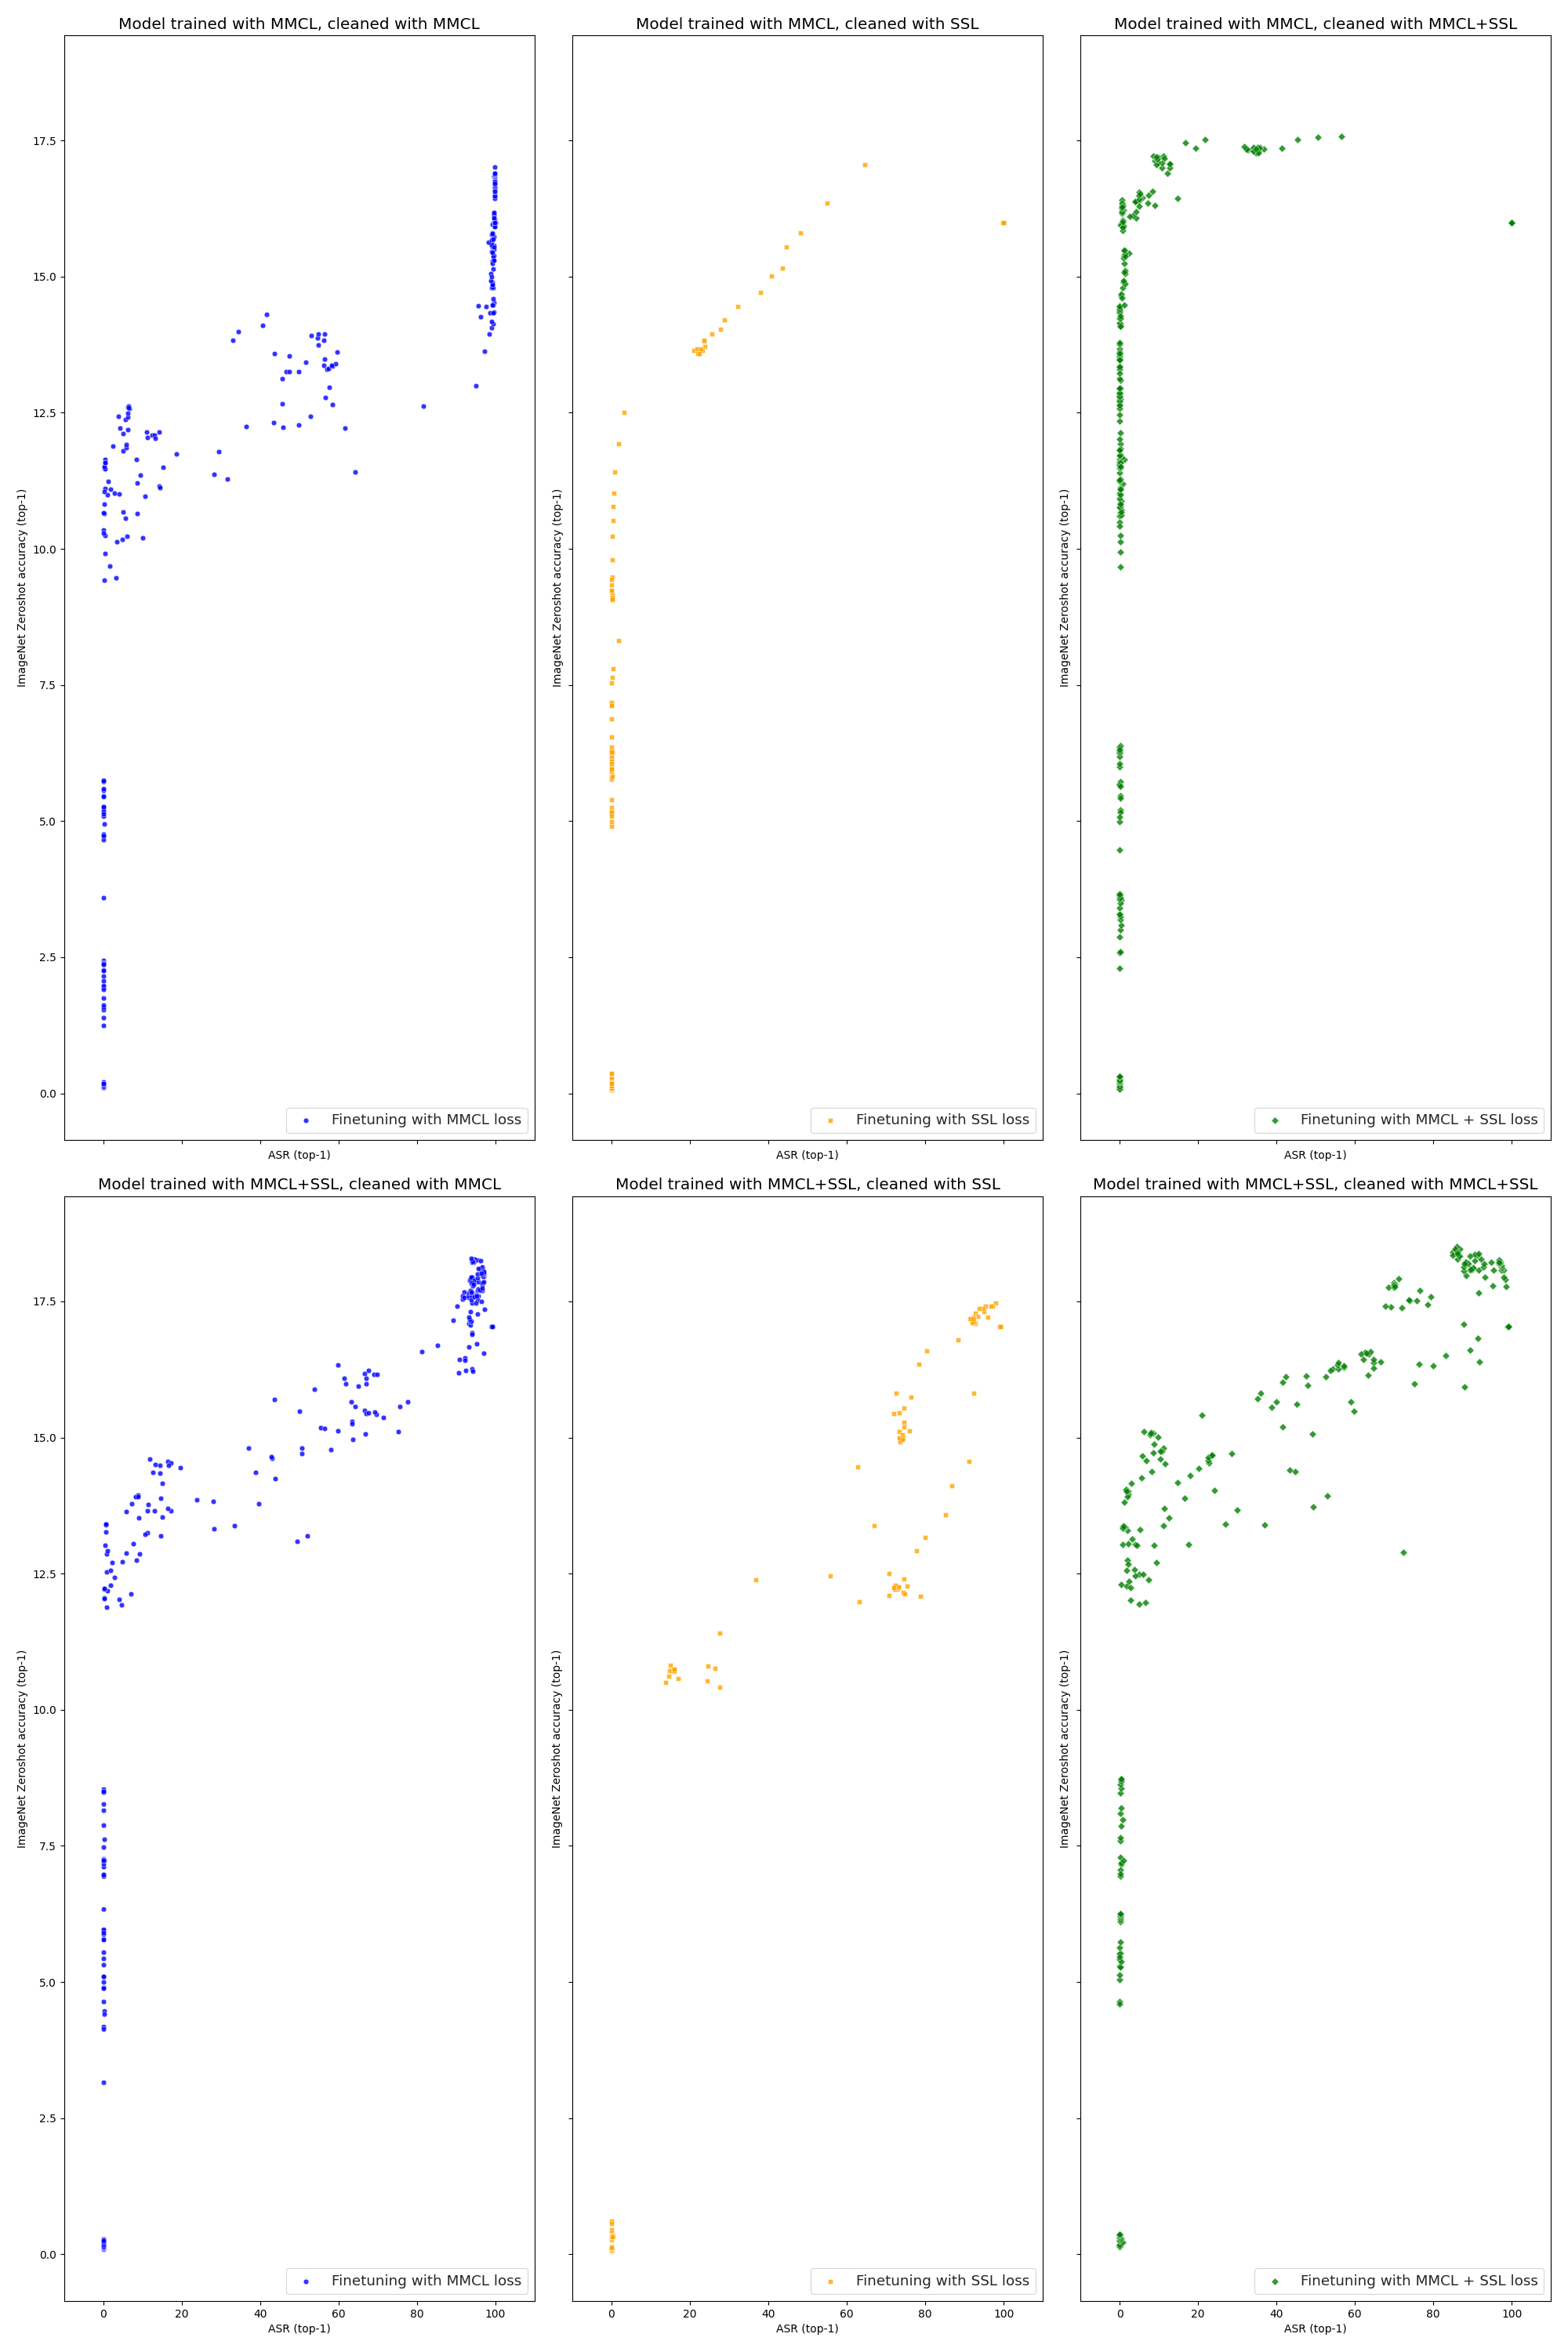 Model trained with MMCL, cleaned with MMCL
Model trained with MMCL, cleaned with SSL
Model trained with MMCL, cleaned with MMCL+SSL
ImageNet Zeroshot accuracy (top-1)
17.5
15.0
12.5
10.0
7.5
5.0
2.5
0.0
Finetuning with MMCL loss
ASR (top-1)
ImageNet Zeroshot accuracy (top-1)
Finetuning with SSL loss
ASR (top-1)
ImageNet Zeroshot accuracy (top-1)
Finetuning with MMCL + SSL loss
ASR (top-1)
Model trained with MMCL+SSL, cleaned with MMCL
Model trained with MMCL+SSL, cleaned with SSL
Model trained with MMCL+SSL, cleaned with MMCL+SSL
ImageNet Zeroshot accuracy (top-1)
17.5
15.0
12.5
10.0
7.5
5.0
2.5
0.0
Finetuning with MMCL loss
0 20 40 60 80 100
ASR (top-1)
ImageNet Zeroshot accuracy (top-1)
Finetuning with SSL loss
0 20 40 60 80 100
ASR (top-1)
ImageNet Zeroshot accuracy (top-1)
Finetuning with MMCL + SSL loss
0 20 40 60 80 100
ASR (top-1)